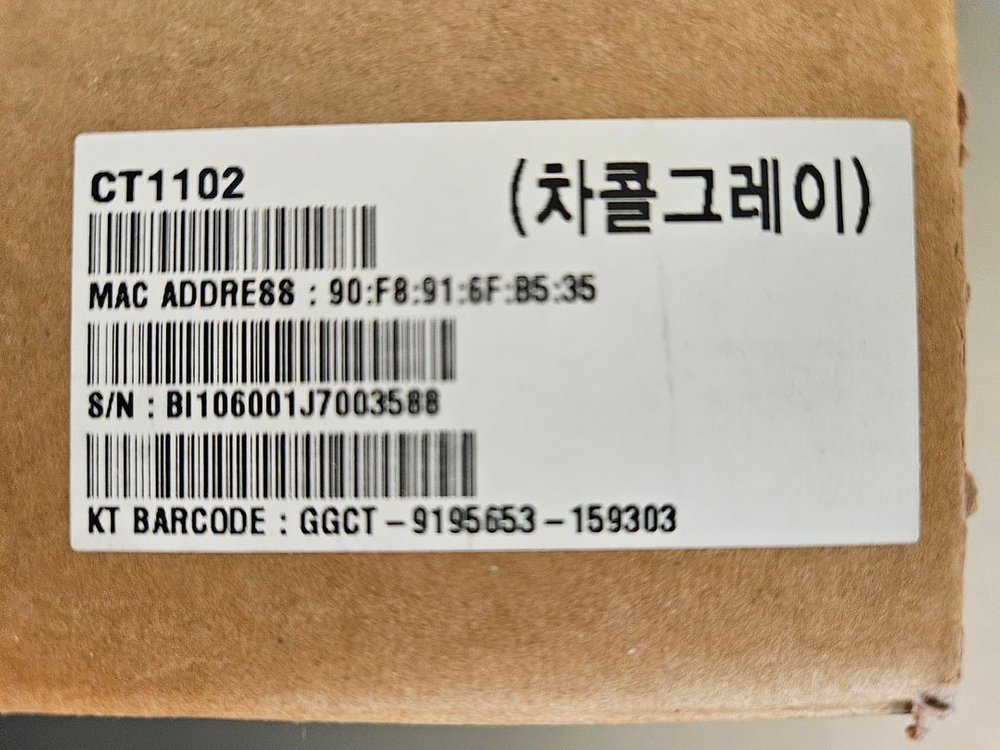 CT1102
(차콜그레이)
MAC ADDRESS : 90:F8:91:6F:B5:35
S/N : BI106001J7003588
KT BARCODE : GGCT-9195653-159303